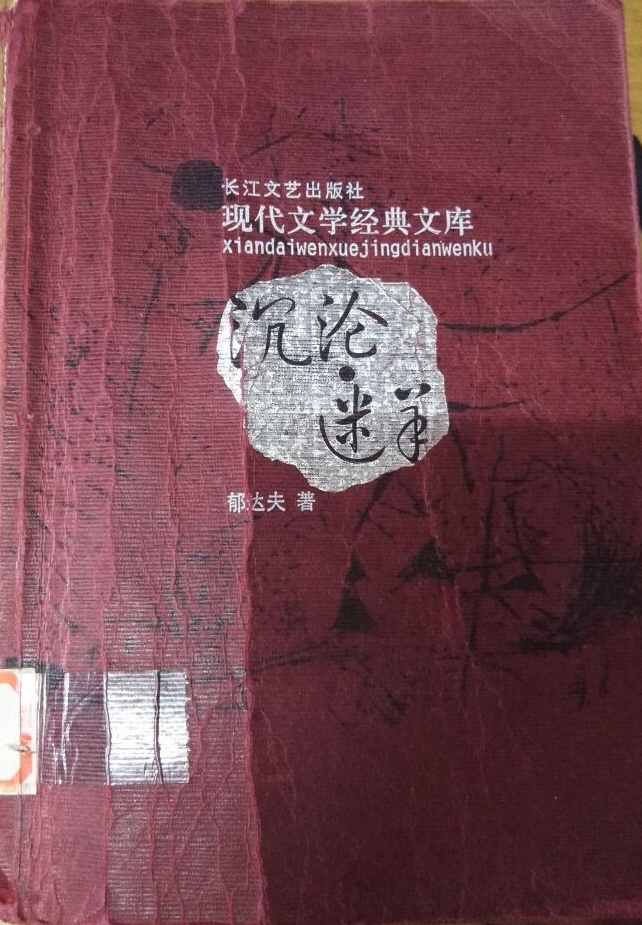 长江文艺出版社
现代文学经典文库
xiandaiwenxuejingdianwenku
沉沦
·迷羊
郁达夫 著